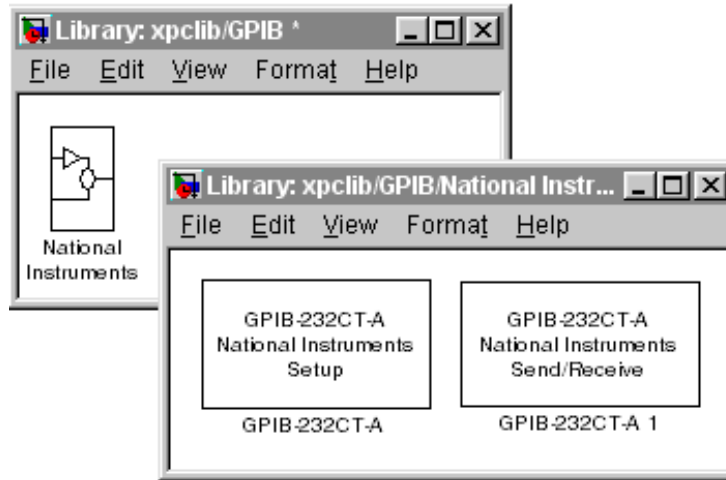 Library: xpclib/GPIB *
File Edit View Format Help
National
Instruments
Library: xpclib/GPIB/National Instr...
File Edit View Format Help
GPIB-232CT-A
National Instruments
Setup
GPIB-232CT-A
GPIB-232CT-A
National Instruments
Send/Receive
GPIB-232CT-A 1